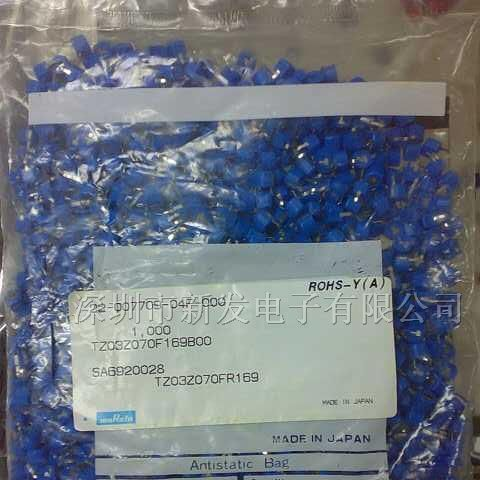 ROHS-Y(A)
深圳市新发电子有限公司
1,000
TZ03Z070F169B00
SA6920028
TZ03Z070FR169
muRata
MADE IN JAPAN
MADE IN JAPAN
Antistatic Bag